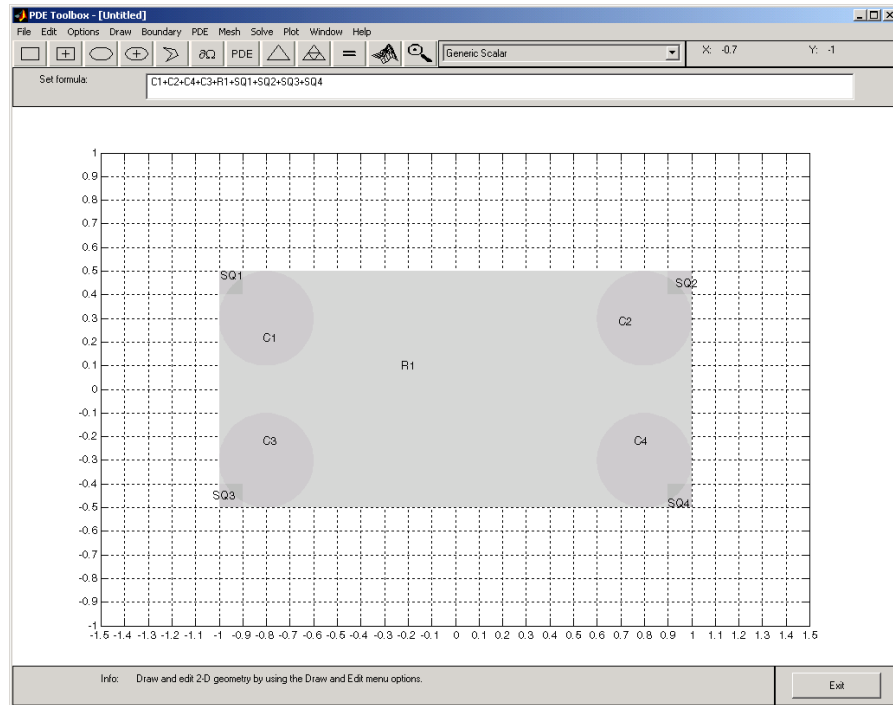 PDE Toolbox - [Untitled]
File Edit Options Draw Boundary PDE Mesh Solve Plot Window Help
∂Ω PDE = Generic Scalar X: -0.7 Y: -1
Set formula: C1+C2+C4+C3+R1+SQ1+SQ2+SQ3+SQ4
1
0.9
0.8
0.7
0.6
0.5
SQ1
SQ2
0.4
0.3
C2
C1
0.2
R1
0.1
0
-0.1
-0.2
C3
C4
-0.3
-0.4
SQ3
SQ4
-0.5
-0.6
-0.7
-0.8
-0.9
-1
-1.5 -1.4 -1.3 -1.2 -1.1 -1 -0.9 -0.8 -0.7 -0.6 -0.5 -0.4 -0.3 -0.2 -0.1 0 0.1 0.2 0.3 0.4 0.5 0.6 0.7 0.8 0.9 1 1.1 1.2 1.3 1.4 1.5
Info: Draw and edit 2-D geometry by using the Draw and Edit menu options.
Exit